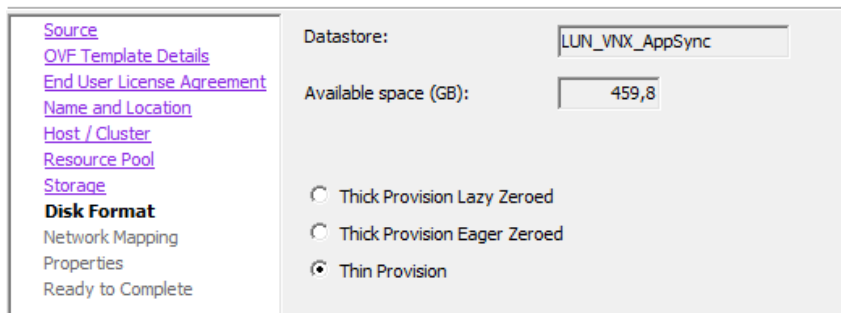 Source
OVF Template Details
End User License Agreement
Name and Location
Host / Cluster
Resource Pool
Storage
Disk Format
Network Mapping
Properties
Ready to Complete
Datastore: LUN_VNX_AppSync
Available space (GB): 459,8
Thick Provision Lazy Zeroed
Thick Provision Eager Zeroed
Thin Provision